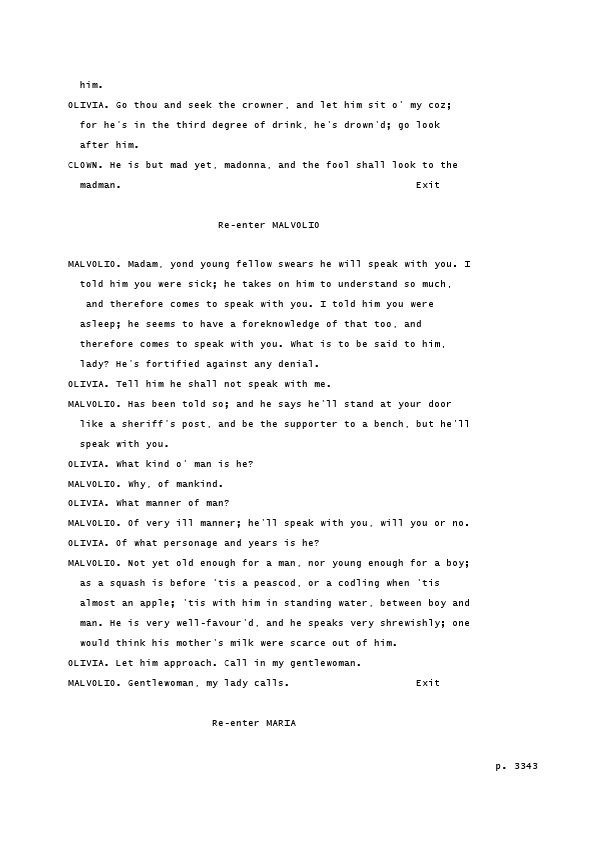 him.
OLIVIA. Go thou and seek the crowner, and let him sit o' my coz;
for he's in the third degree of drink, he's drown'd; go look
after him.
CLOWN. He is but mad yet, madonna, and the fool shall look to the
madman. Exit
Re-enter MALVOLIO
MALVOLIO. Madam, yond young fellow swears he will speak with you. I
told him you were sick; he takes on him to understand so much,
and therefore comes to speak with you. I told him you were
asleep; he seems to have a foreknowledge of that too, and
therefore comes to speak with you. What is to be said to him,
lady? He's fortified against any denial.
OLIVIA. Tell him he shall not speak with me.
MALVOLIO. Has been told so; and he says he'll stand at your door
like a sheriff's post, and be the supporter to a bench, but he'll
speak with you.
OLIVIA. What kind o' man is he?
MALVOLIO. Why, of mankind.
OLIVIA. What manner of man?
MALVOLIO. Of very ill manner; he'll speak with you, will you or no.
OLIVIA. Of what personage and years is he?
MALVOLIO. Not yet old enough for a man, nor young enough for a boy;
as a squash is before 'tis a peascod, or a codling when 'tis
almost an apple; 'tis with him in standing water, between boy and
man. He is very well-favour'd, and he speaks very shrewishly; one
would think his mother's milk were scarce out of him.
OLIVIA. Let him approach. Call in my gentlewoman.
MALVOLIO. Gentlewoman, my lady calls. Exit
Re-enter MARIA
p. 3343